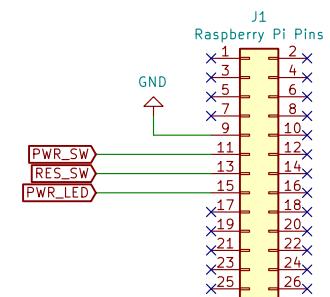 J1
Raspberry Pi Pins
1 2
3 4
GND
5 6
7 8
9 10
PWR_SW 11 12
RES_SW 13 14
PWR_LED 15 16
17 18
19 20
21 22
23 24
25 26